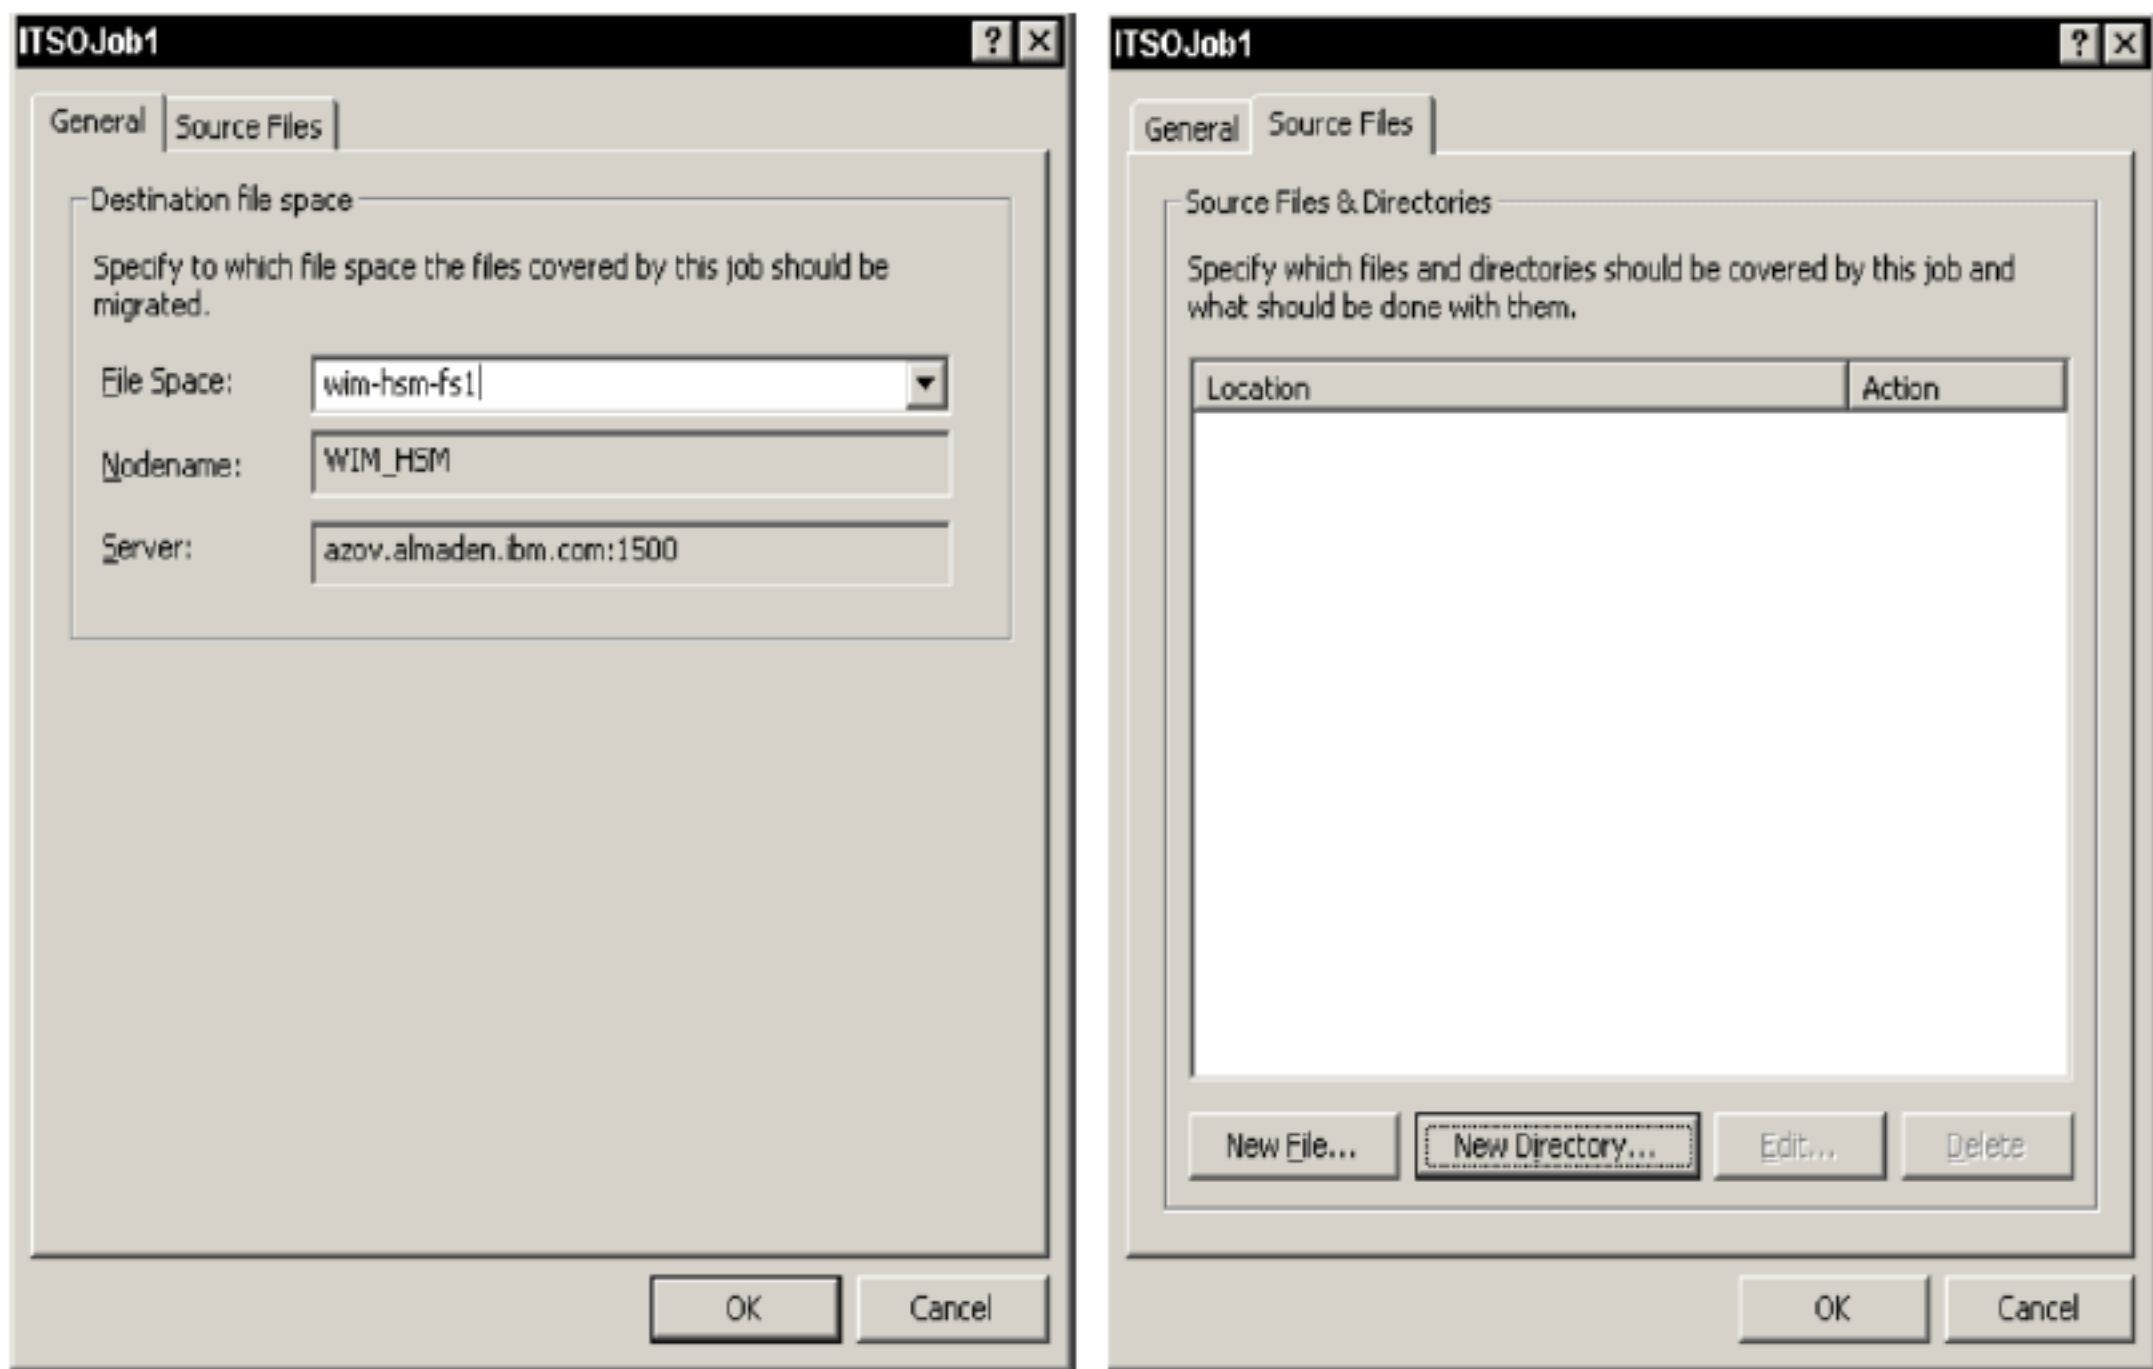 ITSOJob1
General
Source Files
Destination file space
Specify to which file space the files covered by this job should be
migrated.
File Space:
wim-hsm-fs1
Nodename:
WIM_HSM
Server:
azov.almaden.ibm.com:1500
OK
Cancel
ITSOJob1
General
Source Files
Source Files & Directories
Specify which files and directories should be covered by this job and
what should be done with them.
Location
Action
New File...
New Directory...
Edit...
Delete
OK
Cancel